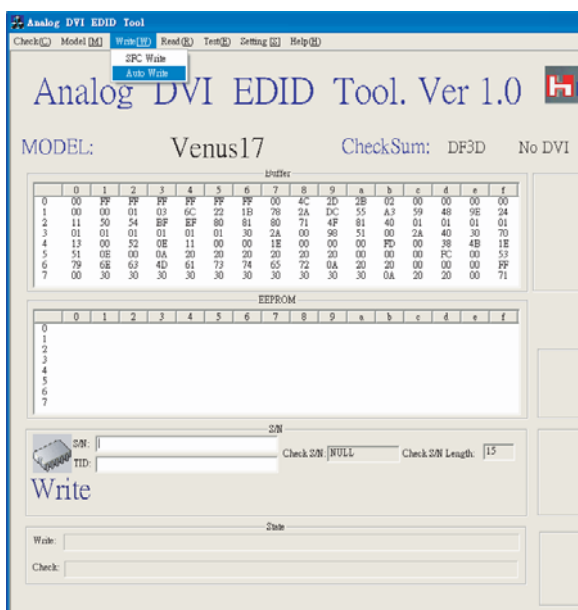 Analog DVI EDID Tool
Check(C) Model [M] Write[W] Read (R) Test(E) Setting [S] Help(H)
SFC Write
Auto Write
Analog DVI EDID Tool. Ver 1.0
MODEL: Venus17 CheckSum: DF3D No DVI
Buffer
0 1 2 3 4 5 6 7 8 9 a b c d e f
0 00 FF FF FF FF FF FF 00 4C 2D 2B 02 00 00 00 00
1 00 00 01 03 6C 22 1B 78 2A DC 55 A3 59 48 9E 24
2 11 50 54 BF EF 80 81 80 71 4F 81 40 01 01 01 01
3 01 01 01 01 01 30 2A 00 98 51 00 2A 40 30 70
4 13 00 52 0E 11 00 00 1E 00 00 00 FD 00 38 4B 1E
5 51 0E 00 0A 20 20 20 20 20 20 00 00 00 FC 00 53
6 79 6E 63 4D 61 73 74 65 72 0A 20 20 00 00 00 FF
7 00 30 30 30 30 30 30 30 30 30 30 0A 20 20 00 71
EEPROM
0 1 2 3 4 5 6 7 8 9 a b c d e f
0
1
2
3
4
5
6
7
S/N
S/N: Check S/N: NULL Check S/N Length: 15
TID:
Write
State
Write:
Check: